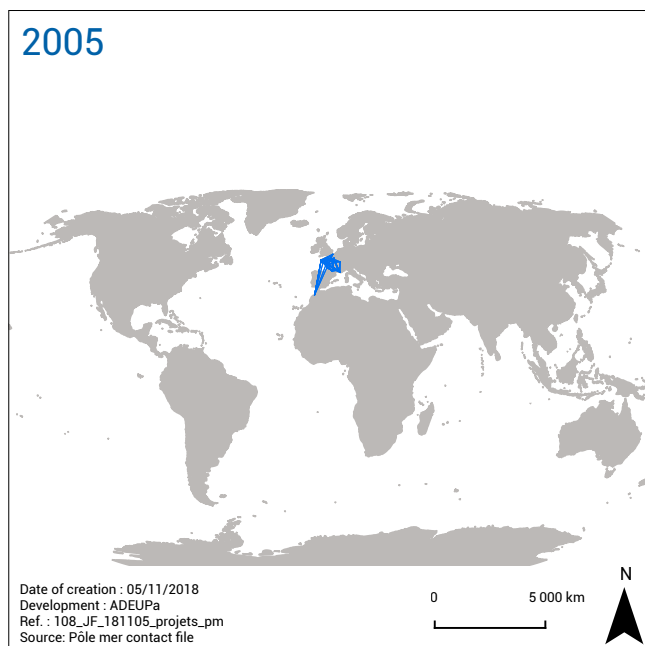 2005
Date of creation : 05/11/2018
Development : ADEUPa
Ref. : 108_JF_181105_projets_pm
Source: Pôle mer contact file
0 5 000 km
N